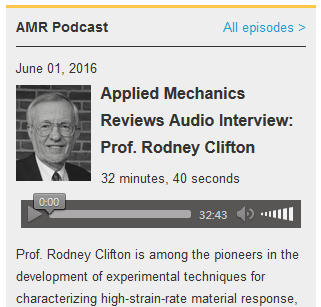 AMR Podcast
All episodes >
June 01, 2016
Applied Mechanics
Reviews Audio Interview:
Prof. Rodney Clifton
32 minutes, 40 seconds
0:00
32:43
Prof. Rodney Clifton is among the pioneers in the
development of experimental techniques for
characterizing high-strain-rate material response,